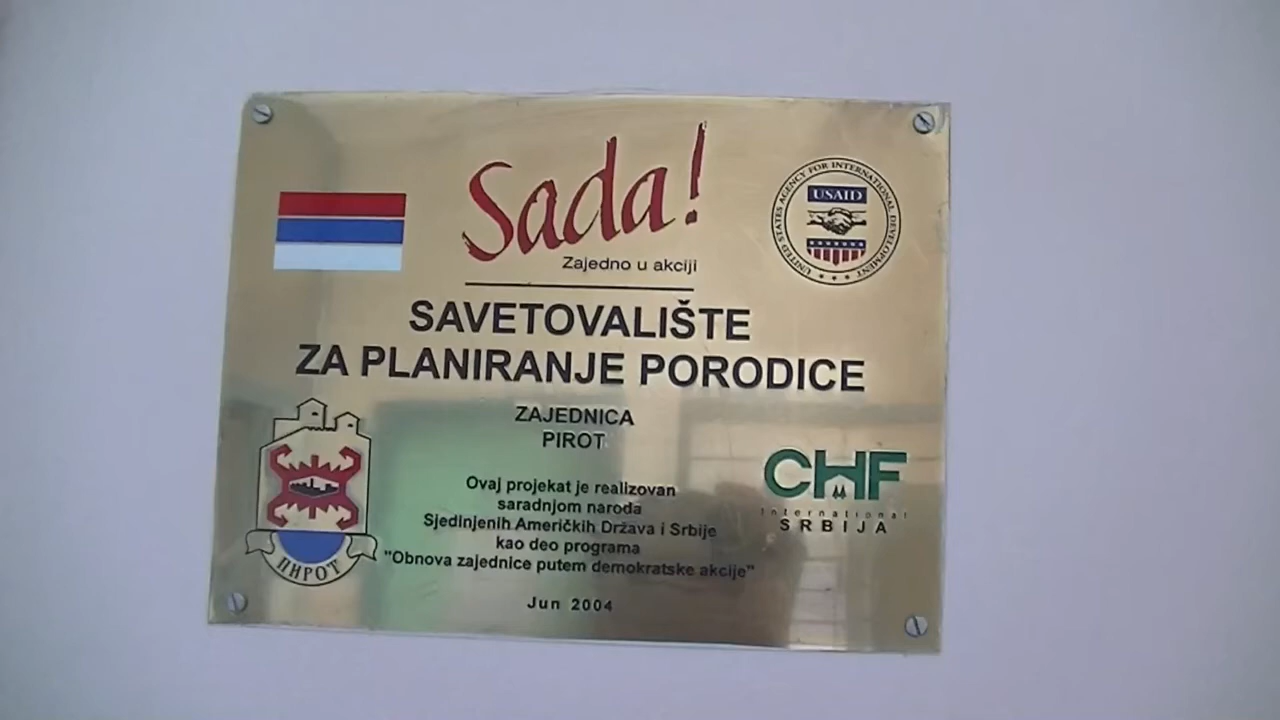 Sada!
Zajedno u akciji
UNITED STATES AGENCY FOR INTERNATIONAL DEVELOPMENT
USAID
SAVETOVALIŠTE
ZA PLANIRANJE PORODICE
ZAJEDNICA
PIROT
Ovaj projekat je realizovan
saradnjom naroda
Sjedinjenih Američkih Država i Srbije
kao deo programa
"Obnova zajednice putem demokratske akcije"
Jun 2004
ПИРОТ
CHF
International
SRBIJA